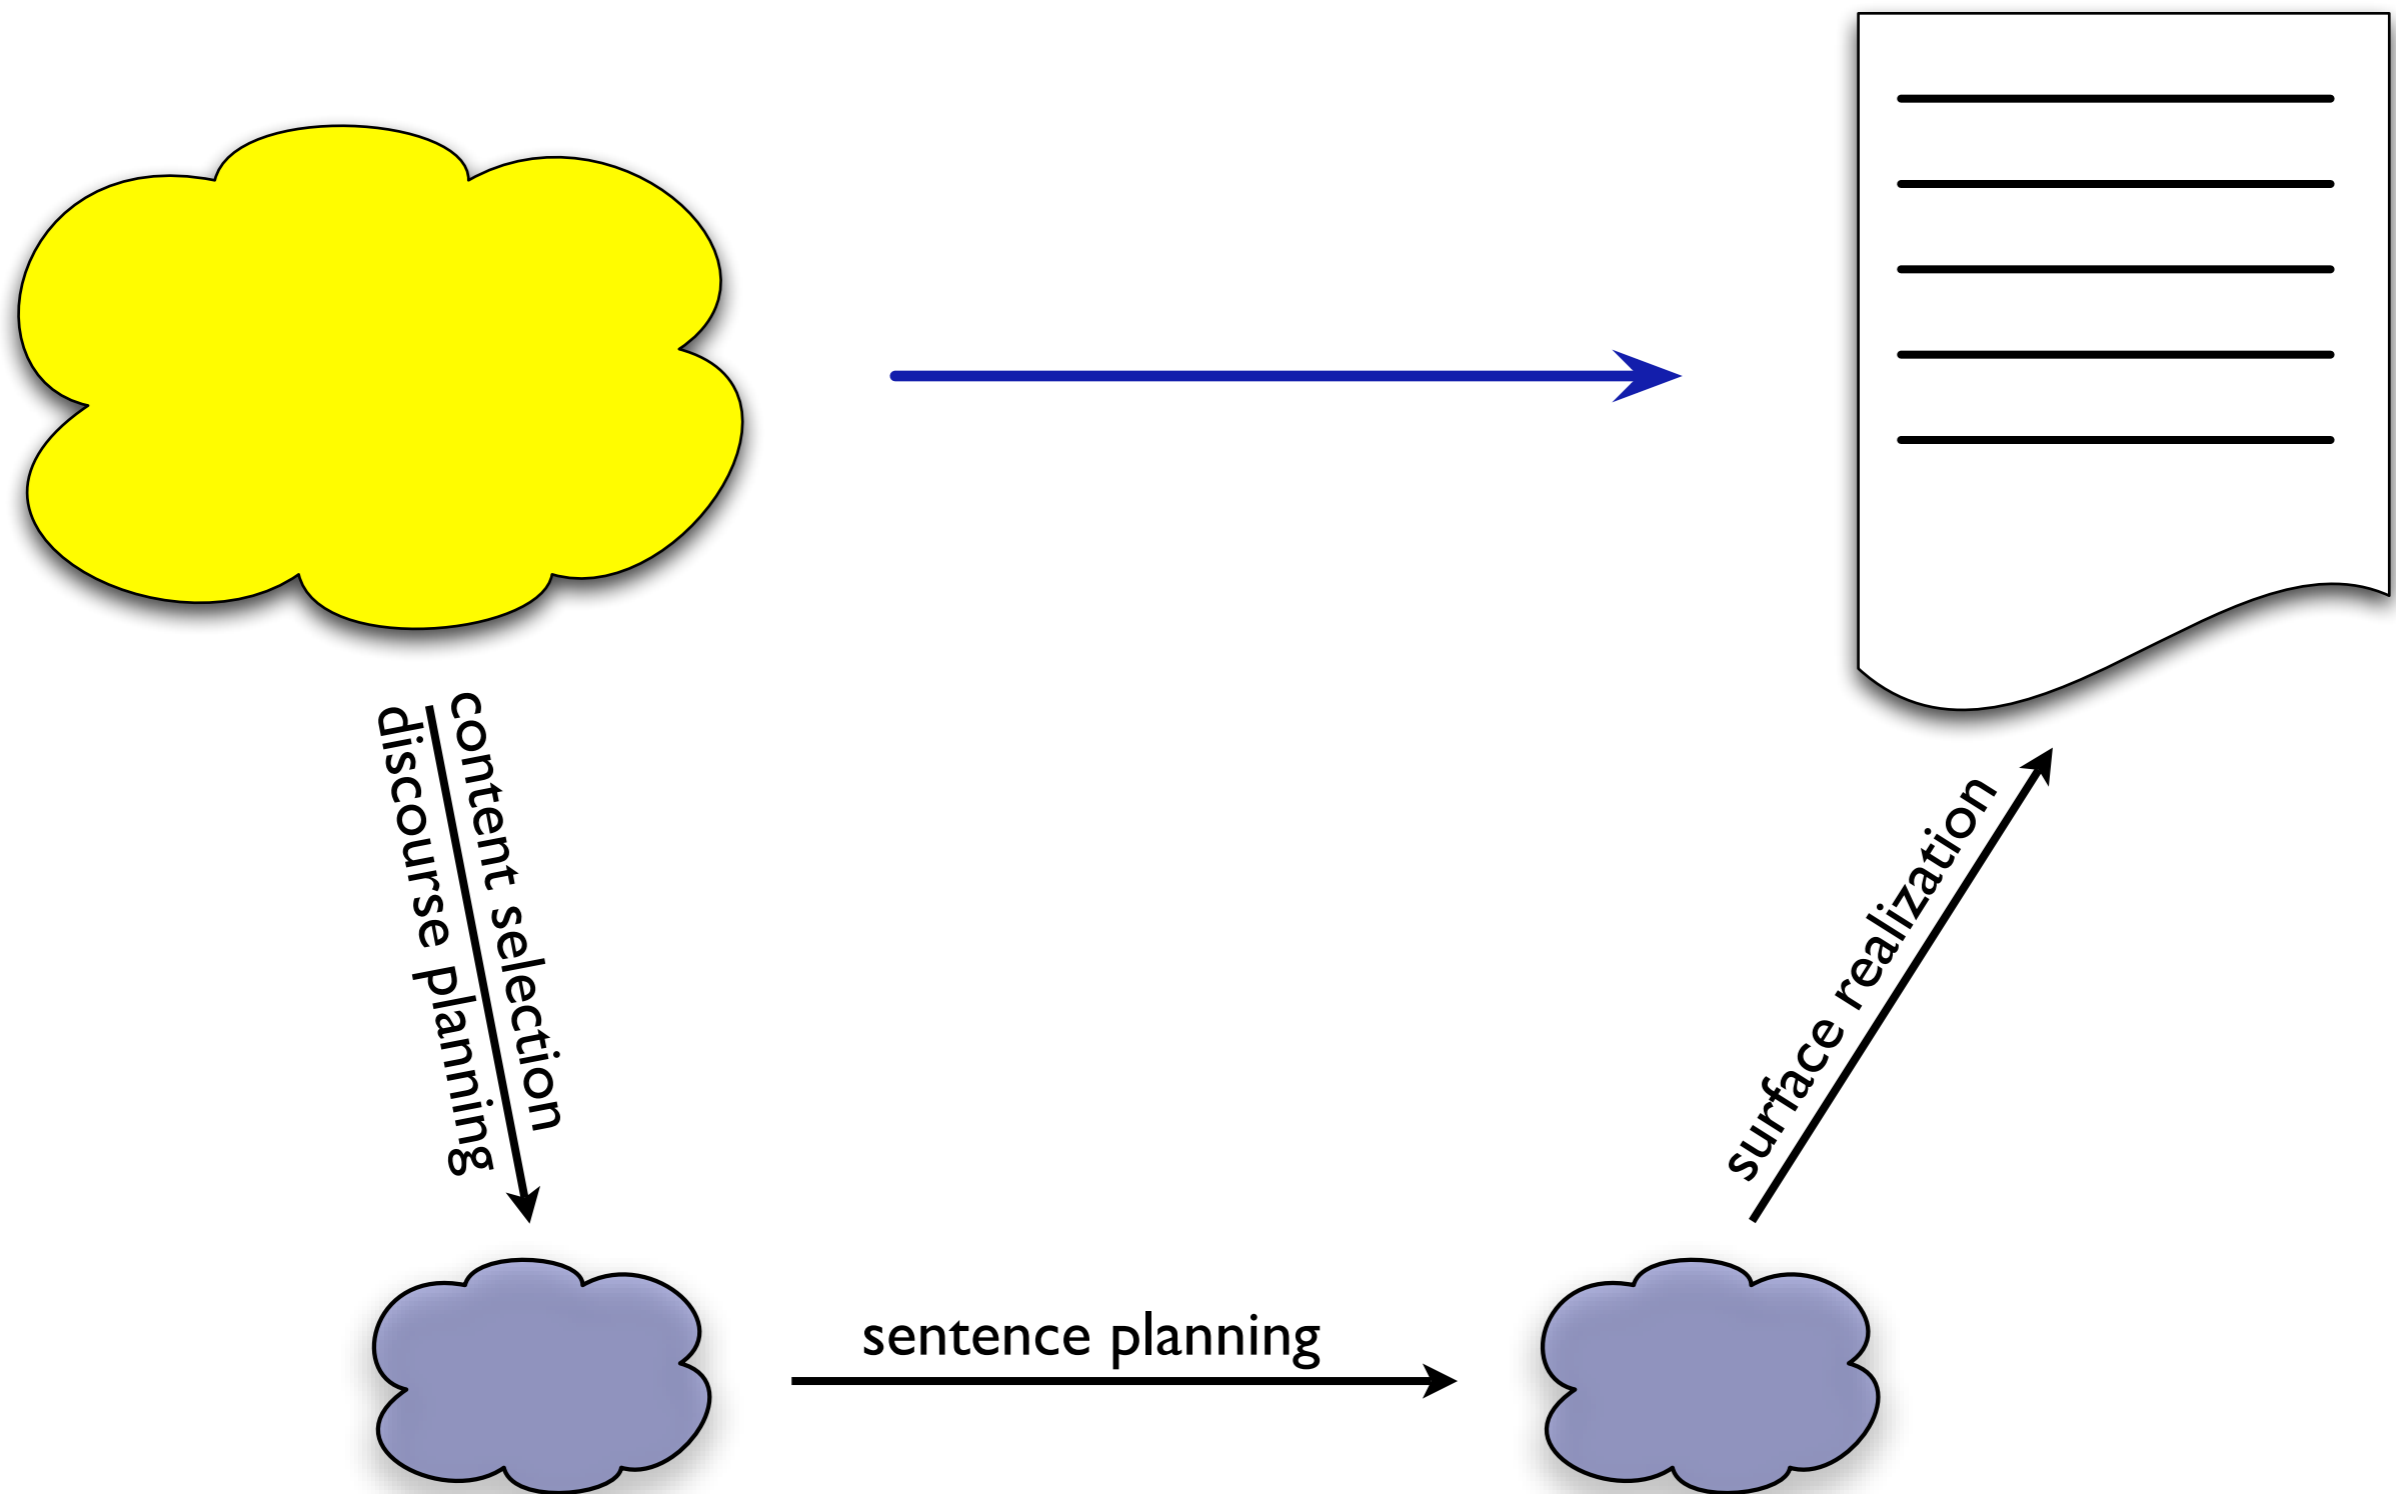 content selection
discourse planning
surface realization
sentence planning